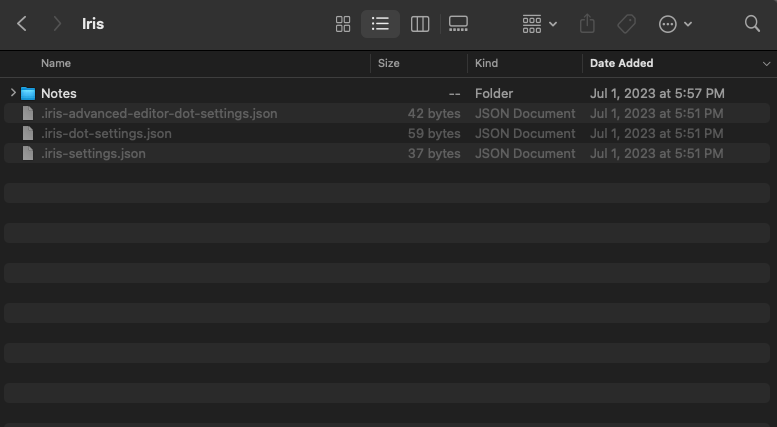 Iris
Name Size Kind Date Added
Notes -- Folder Jul 1, 2023 at 5:57 PM
.iris-advanced-editor-dot-settings.json 42 bytes JSON Document Jul 1, 2023 at 5:51 PM
.iris-dot-settings.json 59 bytes JSON Document Jul 1, 2023 at 5:51 PM
.iris-settings.json 37 bytes JSON Document Jul 1, 2023 at 5:51 PM